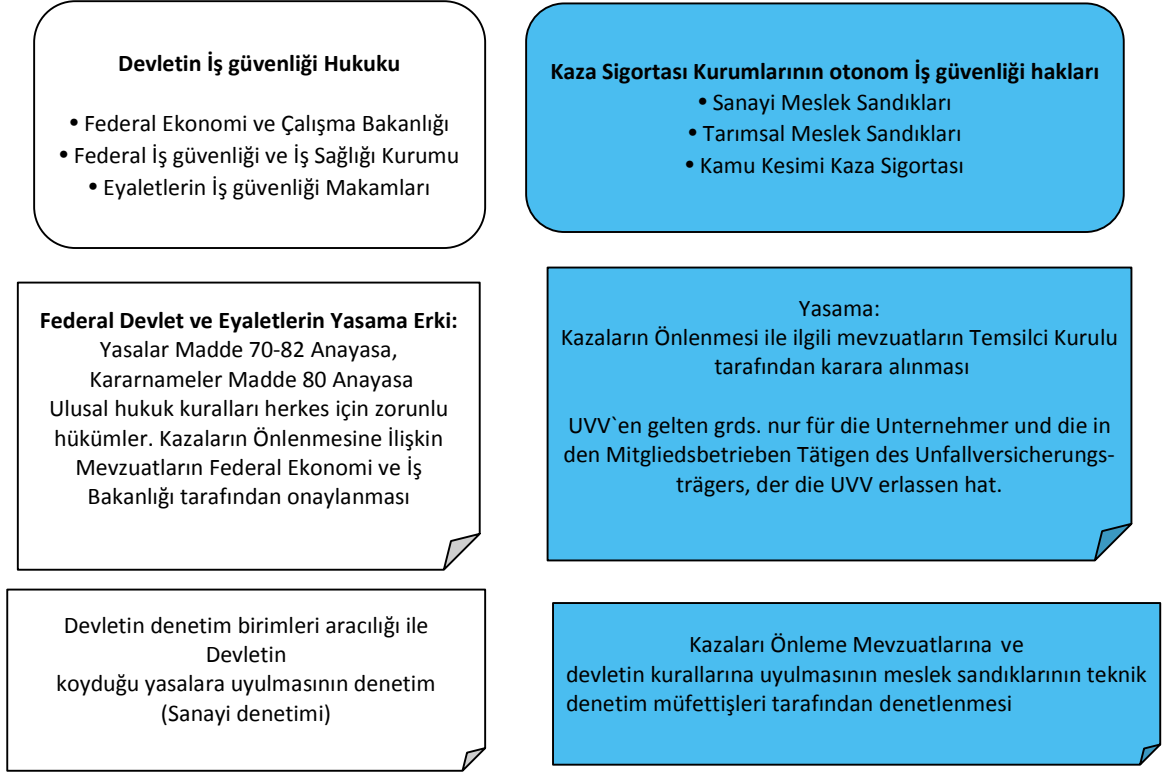 Devletin İş güvenliği Hukuku
• Federal Ekonomi ve Çalışma Bakanlığı
• Federal İş güvenliği ve İş Sağlığı Kurumu
• Eyaletlerin İş güvenliği Makamları
Kaza Sigortası Kurumlarının otonom İş güvenliği hakları
• Sanayi Meslek Sandıkları
• Tarımsal Meslek Sandıkları
• Kamu Kesimi Kaza Sigortası
Federal Devlet ve Eyaletlerin Yasama Erki:
Yasalar Madde 70-82 Anayasa,
Kararnameler Madde 80 Anayasa
Ulusal hukuk kuralları herkes için zorunlu
hükümler. Kazaların Önlenmesine İlişkin
Mevzuatların Federal Ekonomi ve İş
Bakanlığı tarafından onaylanması
Yasama:
Kazaların Önlenmesi ile ilgili mevzuatların Temsilci Kurulu
tarafından karara alınması
UVV`en gelten grds. nur für die Unternehmer und die in
den Mitgliedsbetrieben Tätigen des Unfallversicherungs-
trägers, der die UVV erlassen hat.
Devletin denetim birimleri aracılığı ile
Devletin
koyduğu yasalara uyulmasının denetim
(Sanayi denetimi)
Kazaları Önleme Mevzuatlarına ve
devletin kurallarına uyulmasının meslek sandıklarının teknik
denetim müfettişleri tarafından denetlenmesi